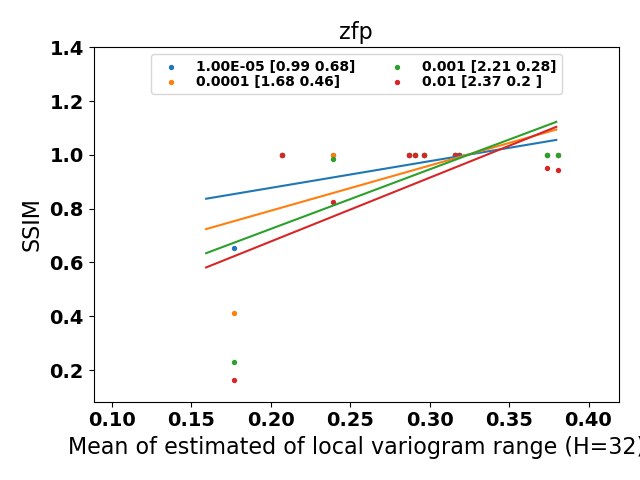 zfp
1.00E-05 [0.99 0.68]
0.0001 [1.68 0.46]
0.001 [2.21 0.28]
0.01 [2.37 0.2 ]
SSIM
1.4
1.2
1.0
0.8
0.6
0.4
0.2
0.10 0.15 0.20 0.25 0.30 0.35 0.40
Mean of estimated of local variogram range (H=32)